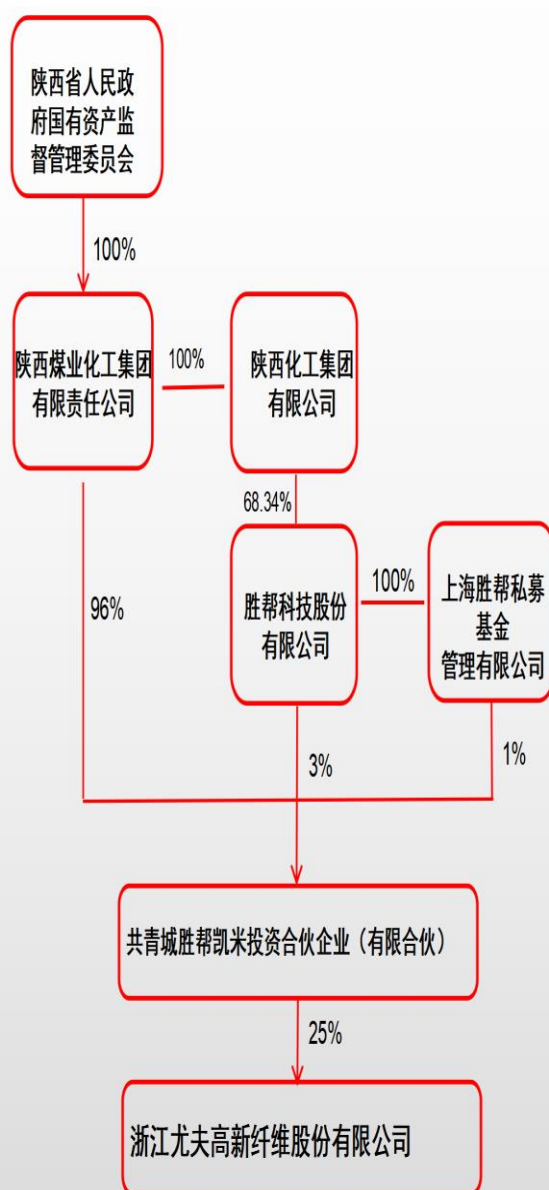 陕西省人民政
府国有资产监
督管理委员会
100%
陕西煤业化工集团
有限责任公司
100%
陕西化工集团
有限公司
68.34%
胜帮科技股份
有限公司
100%
上海胜帮私募
基金
管理有限公司
96%
3%
1%
共青城胜帮凯米投资合伙企业（有限合伙）
25%
浙江尤夫高新纤维股份有限公司